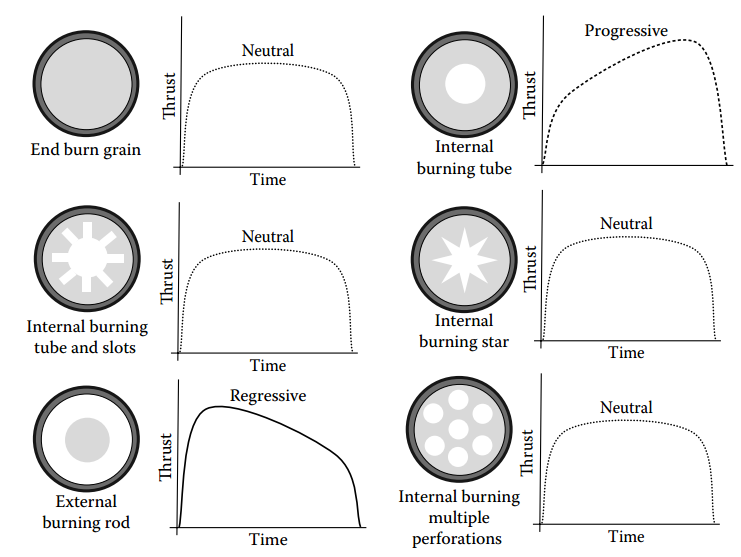 Neutral
Thrust
Time
End burn grain
Progressive
Thrust
Internal
burning tube
Neutral
Thrust
Time
Internal burning
tube and slots
Neutral
Thrust
Time
Internal
burning star
Regressive
Thrust
Time
External
burning rod
Neutral
Thrust
Time
Internal burning
multiple
perforations